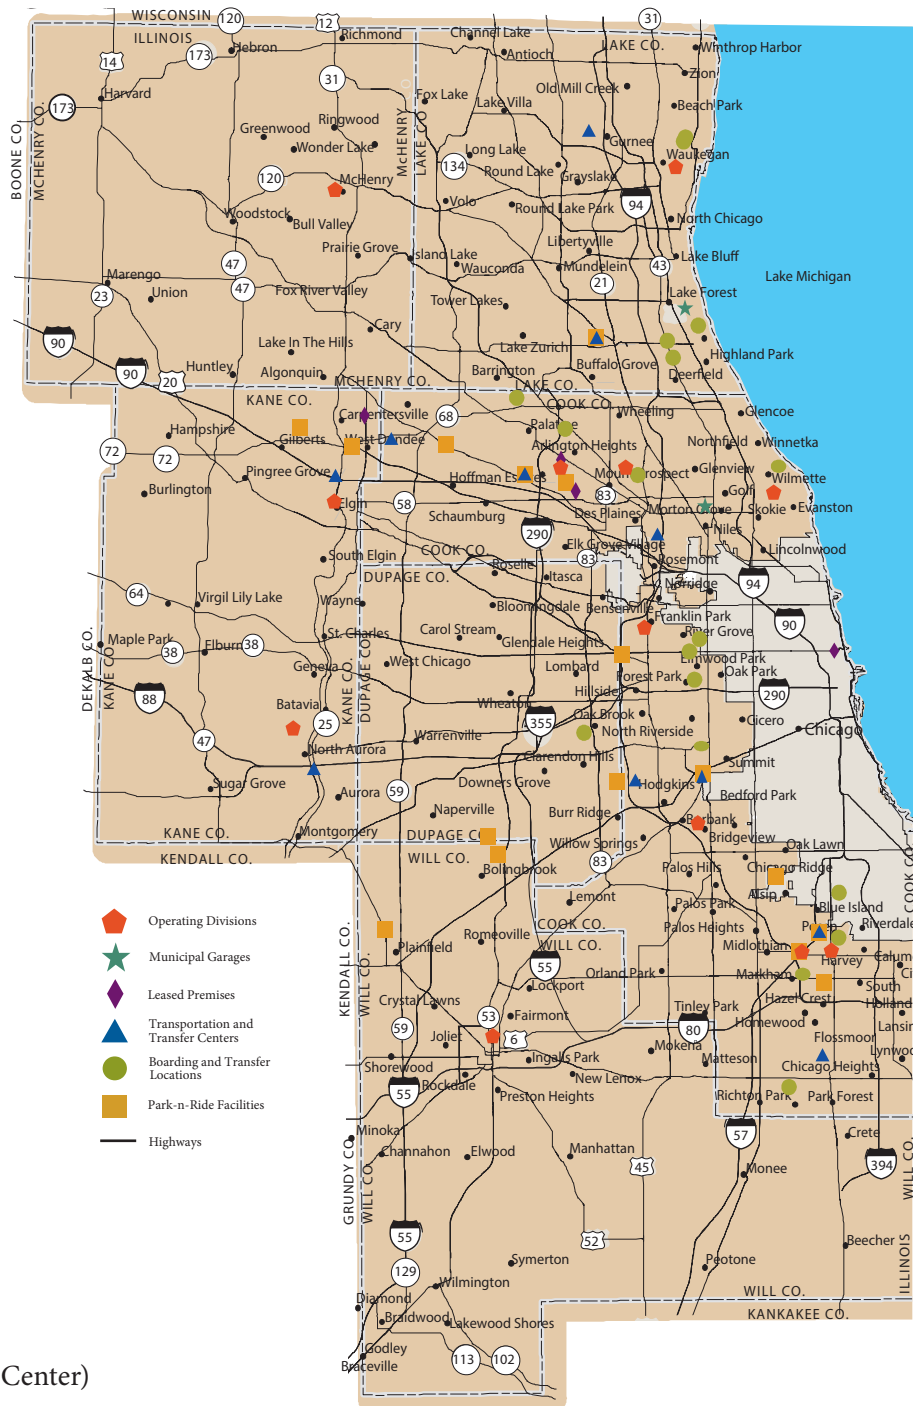 WISCONSIN
120
12
31
ILLINOIS
Richmond
Channel Lake
LAKE CO.
Winthrop Harbor
173
Hebron
Antioch
14
31
Zion
Harvard
Fox Lake
Old Mill Creek
173
Lake Villa
Beach Park
BOONE CO.
MCHENRY CO.
Ringwood
Greenwood
McHENRY
LAKE CO.
Gurnee
Wonder Lake
Long Lake
Waukegan
134
Round Lake
Grayslake
120
McHenry
94
Woodstock
Volo
Round Lake Park
North Chicago
Bull Valley
Prairie Grove
Libertyville
Island Lake
Lake Bluff
47
Wauconda
Mundelein
43
Marengo
Lake Michigan
23
47
21
Union
Fox River Valley
Tower Lakes
Lake Forest
Cary
90
Lake In The Hills
Lake Zurich
Highland Park
Huntley
Algonquin
Barrington
Buffalo Grove
Deerfield
90
20
MCHENRY CO.
LAKE CO.
KANE CO.
COOK CO.
Carpentersville
68
Wheeling
Glencoe
Hampshire
Palatine
72
72
Gilberts
West Dundee
Arlington Heights
Northfield
Winnetka
Pingree Grove
Hoffman Estates
Mount Prospect
Glenview
Wilmette
Burlington
Elgin
58
83
Golf
Schaumburg
Des Plaines
Morton Grove
Skokie
Evanston
290
Niles
Elk Grove Village
South Elgin
COOK CO.
83
Rosemont
Lincolnwood
Roselle
DUPAGE CO.
Itasca
Norridge
94
64
Virgil
Lily Lake
Wayne
Bloomingdale
Bensenville
Franklin Park
90
Maple Park
St. Charles
Carol Stream
River Grove
38
Elburn
38
Glendale Heights
DEKALB CO.
KANE CO.
Geneva
KANE CO.
DUPAGE CO.
West Chicago
Lombard
Elmwood Park
Forest Park
Oak Park
88
Hillside
290
Batavia
Wheaton
25
355
Oak Brook
Cicero
47
North Riverside
Chicago
North Aurora
Warrenville
Clarendon Hills
Summit
Sugar Grove
Aurora
59
Downers Grove
Hodgkins
Bedford Park
Naperville
Burr Ridge
Burbank
KANE CO.
Montgomery
DUPAGE CO.
Willow Springs
Bridgeview
KENDALL CO.
WILL CO.
83
Oak Lawn
COOK CO.
Bolingbrook
Palos Hills
Chicago Ridge
Lemont
Alsip
Palos Park
Blue Island
Operating Divisions
COOK CO.
Palos Heights
Riverdale
Municipal Garages
Plainfield
Romeoville
WILL CO.
Midlothian
Harvey
KENDALL CO.
WILL CO.
55
Orland Park
Markham
Leased Premises
Crystal Lawns
Lockport
Hazel Crest
South
Holland
53
Fairmont
Tinley Park
Transportation and
Transfer Centers
59
Joliet
6
80
Homewood
Flossmoor
Mokena
Boarding and Transfer
Locations
Shorewood
Ingalls Park
Matteson
Chicago Heights
Rockdale
New Lenox
55
Preston Heights
Richton Park
Park Forest
Park-n-Ride Facilities
Highways
Minoka
57
Crete
Channahon
Elwood
Manhattan
394
45
Monee
GRUNDY CO.
WILL CO.
WILL CO.
ILLINOIS
55
52
Beecher
129
Symerton
Peotone
Wilmington
WILL CO.
Diamond
KANKAKEE CO.
Braidwood
Lakewood Shores
Godley
Braceville
113
102
Center)